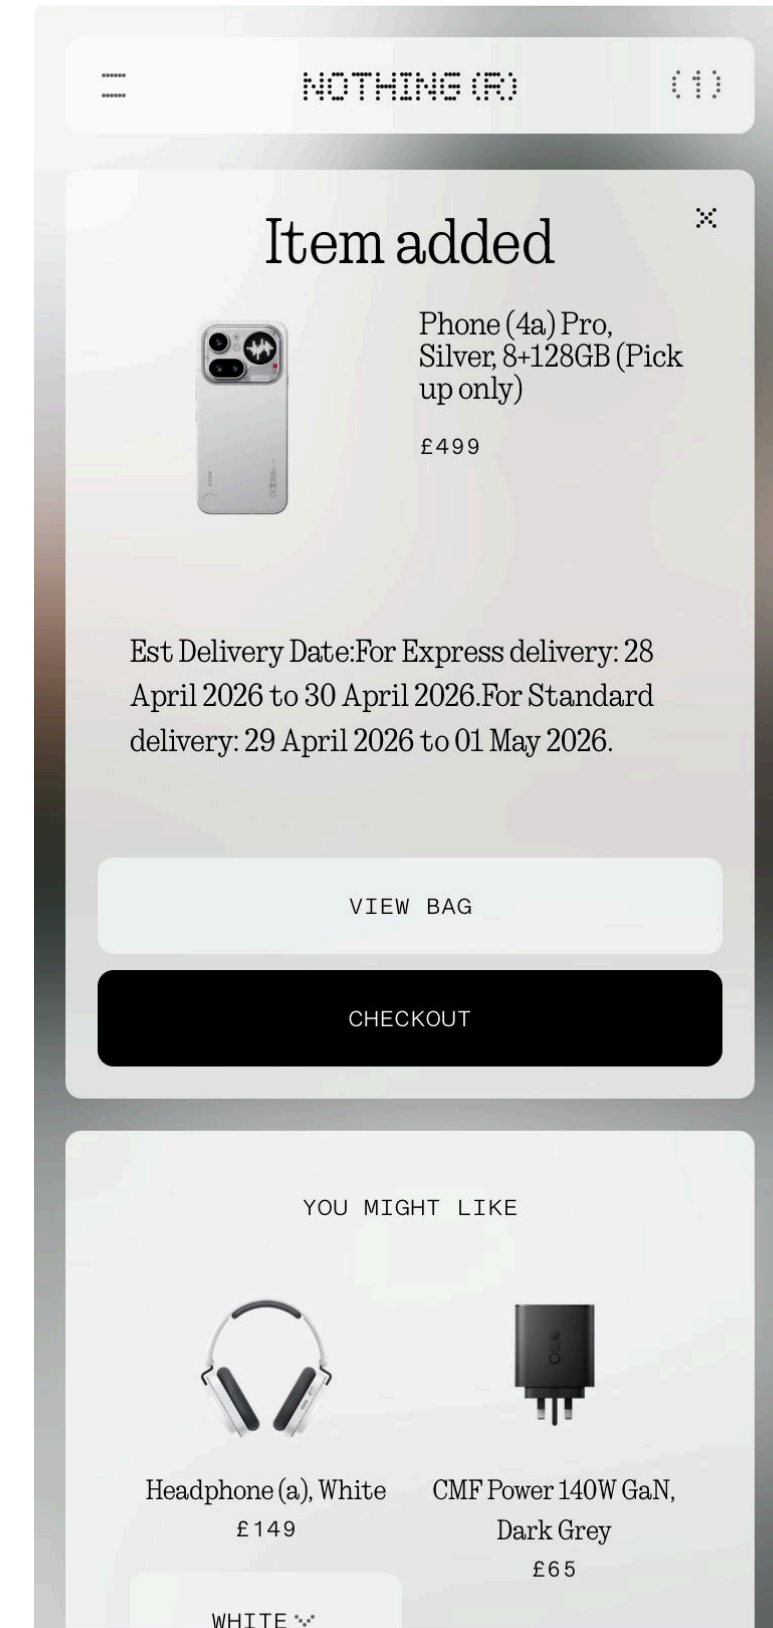 NOTHING (R)
(1)
Item added
Phone (4a) Pro,
Silver, 8+128GB (Pick
up only)
£499
Est Delivery Date:For Express delivery: 28
April 2026 to 30 April 2026.For Standard
delivery: 29 April 2026 to 01 May 2026.
VIEW BAG
CHECKOUT
YOU MIGHT LIKE
Headphone (a), White
£149
CMF Power 140W GaN,
Dark Grey
£65
WHITE